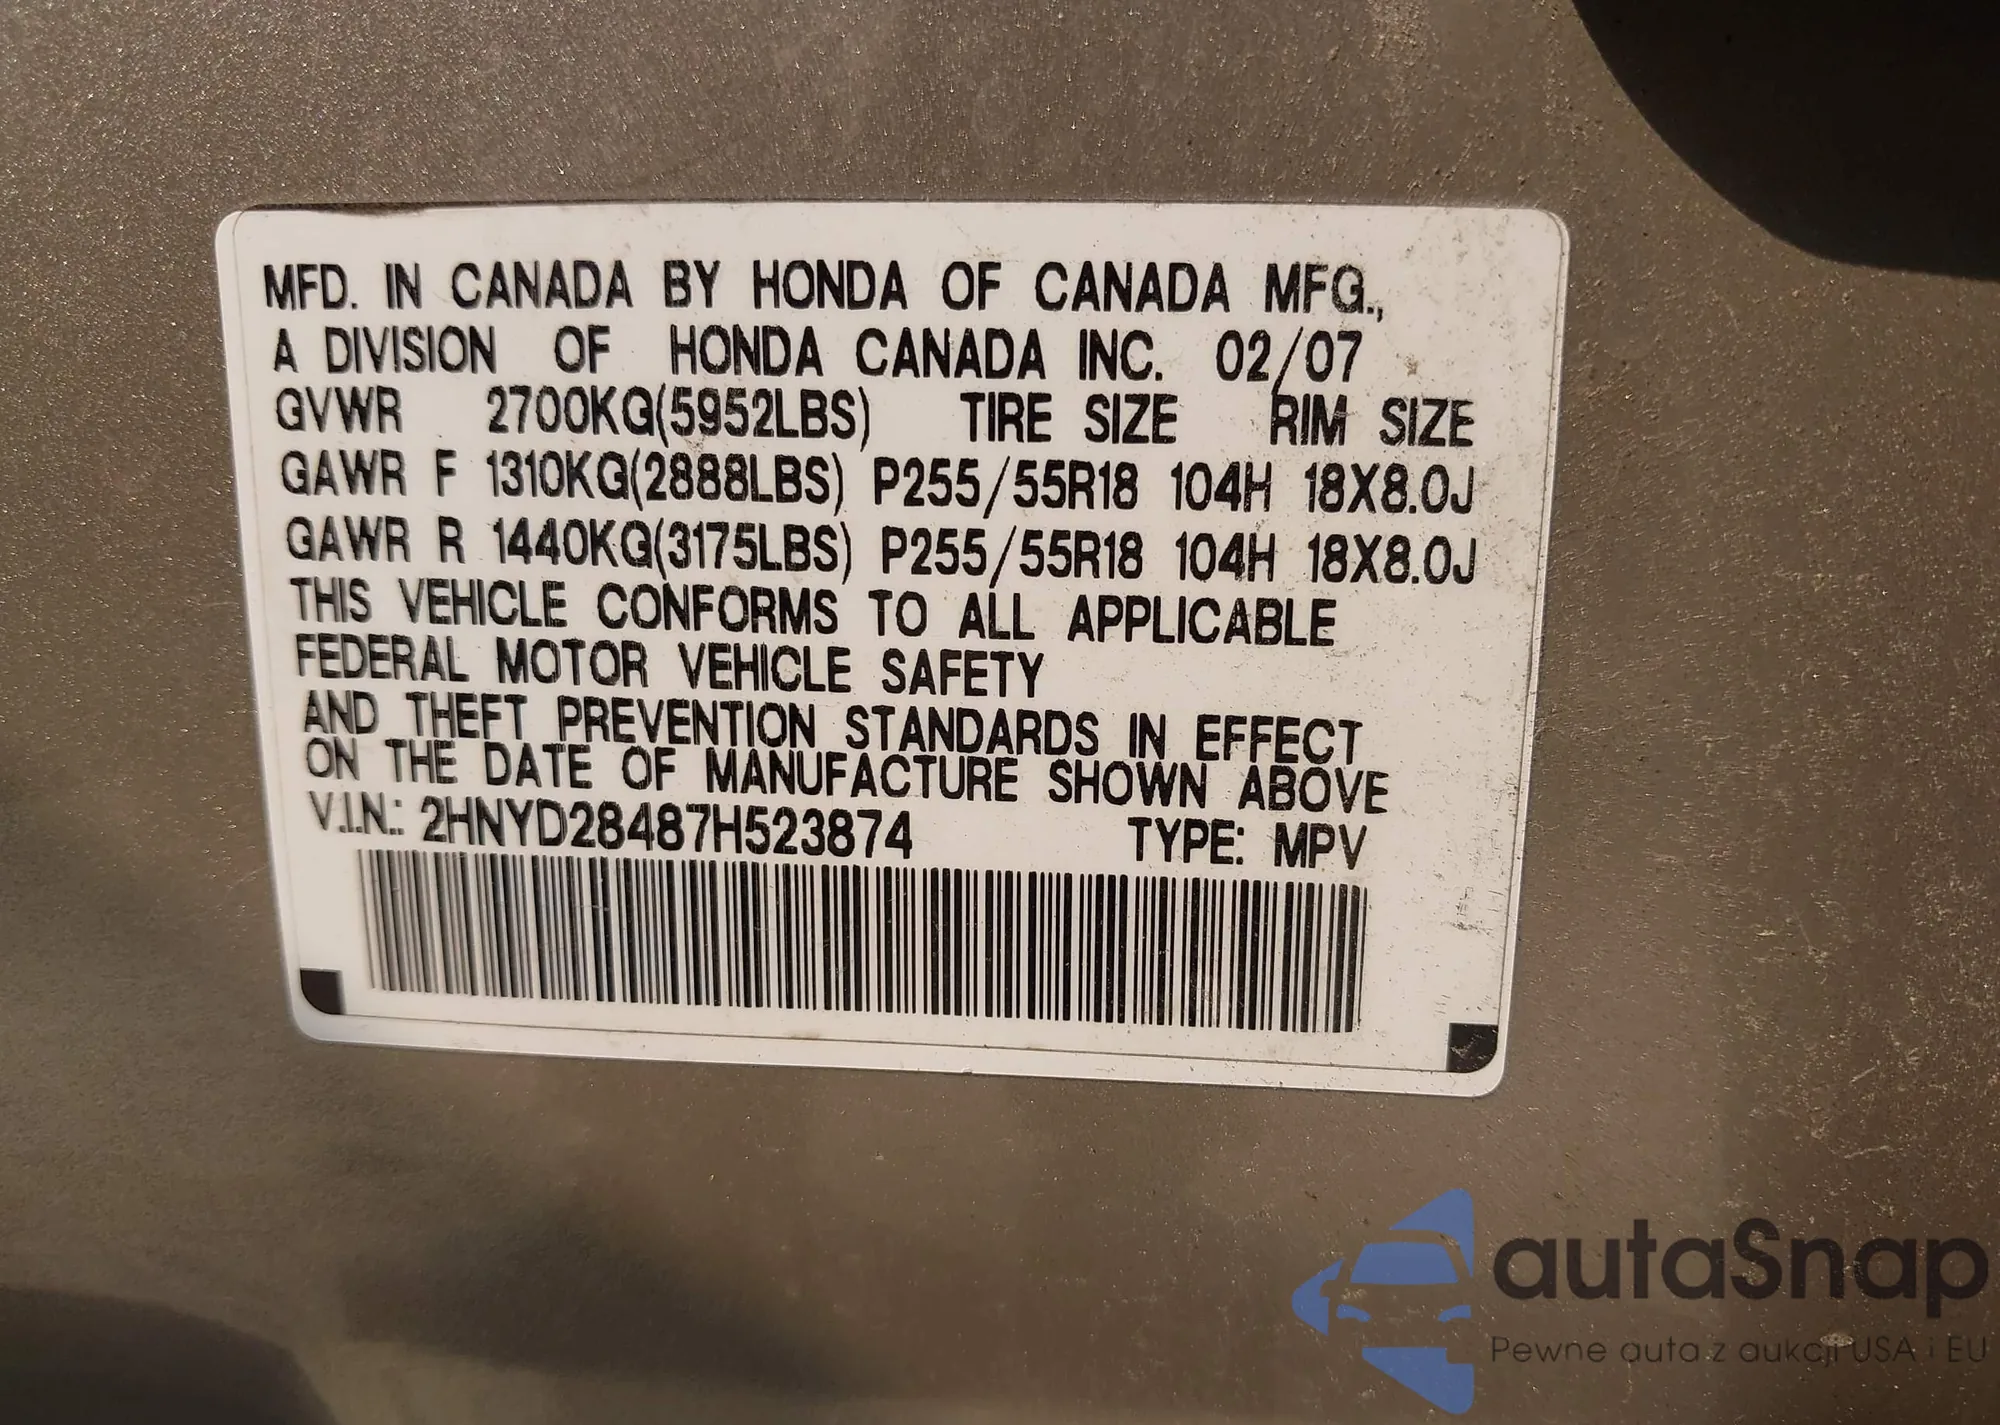 MFD. IN CANADA BY HONDA OF CANADA MFG.,
A DIVISION OF HONDA CANADA INC. 02/07
GVWR 2700KG(5952LBS) TIRE SIZE RIM SIZE
GAWR F 1310KG(2888LBS) P255/55R18 104H 18X8.0J
GAWR R 1440KG(3175LBS) P255/55R18 104H 18X8.0J
THIS VEHICLE CONFORMS TO ALL APPLICABLE
FEDERAL MOTOR VEHICLE SAFETY
AND THEFT PREVENTION STANDARDS IN EFFECT
ON THE DATE OF MANUFACTURE SHOWN ABOVE
V.I.N.: 2HNYD28487H523874 TYPE: MPV
autaSnap
Pewne auta z aukcji USA i EU